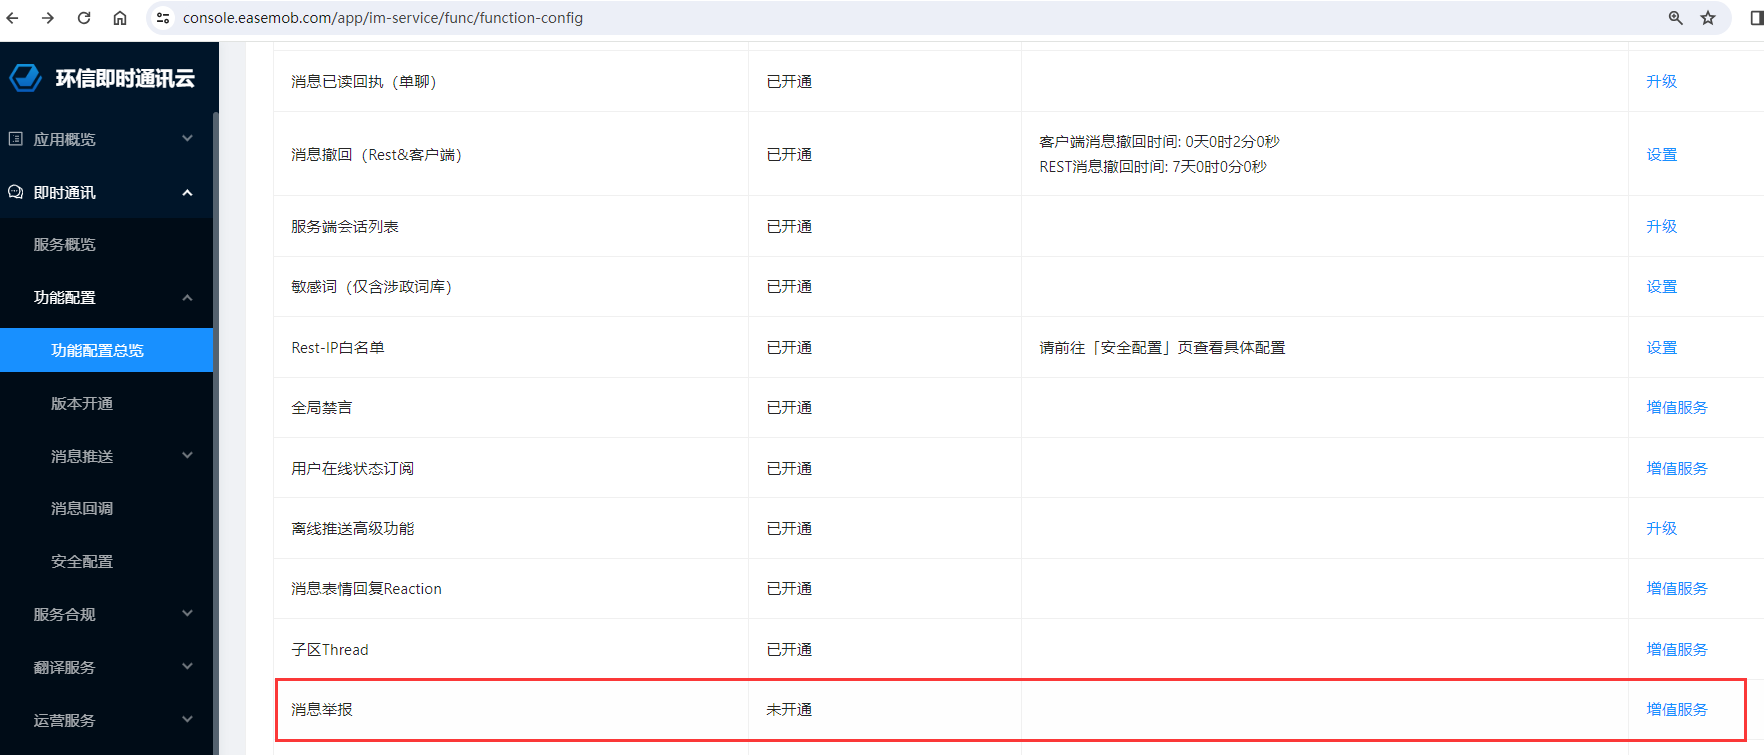 console.easemob.com/app/im-service/func/function-config
环信即时通讯云
应用概览
即时通讯
服务概览
功能配置
功能配置总览
版本开通
消息推送
消息回调
安全配置
服务合规
翻译服务
运营服务
消息已读回执（单聊） 已开通 升级
消息撤回（Rest&客户端） 已开通 客户端消息撤回时间: 0天0时2分0秒
REST消息撤回时间: 7天0时0分0秒 设置
服务端会话列表 已开通 升级
敏感词（仅含涉政词库） 已开通 设置
Rest-IP白名单 已开通 请前往「安全配置」页查看具体配置 设置
全局禁言 已开通 增值服务
用户在线状态订阅 已开通 增值服务
离线推送高级功能 已开通 升级
消息表情回复Reaction 已开通 增值服务
子区Thread 已开通 增值服务
消息举报 未开通 增值服务